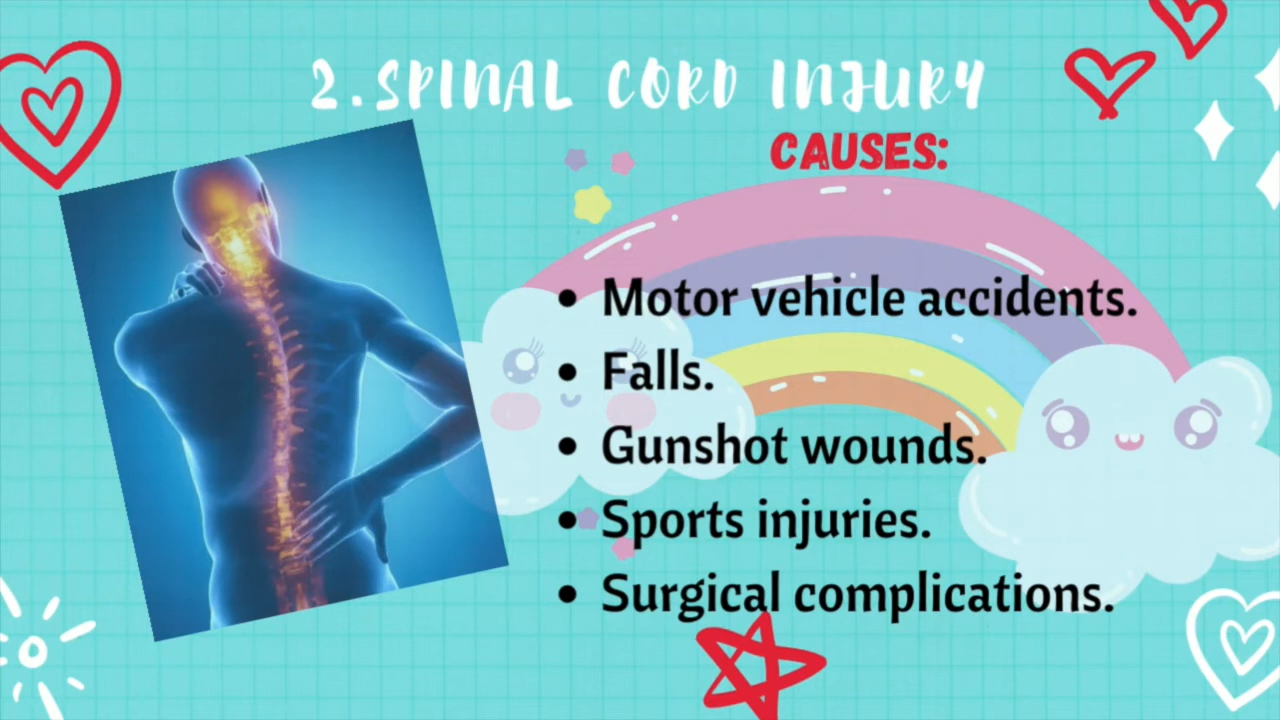 2.SPINAL CORD INJURY
CAUSES:
• Motor vehicle accidents.
• Falls.
• Gunshot wounds.
• Sports injuries.
• Surgical complications.